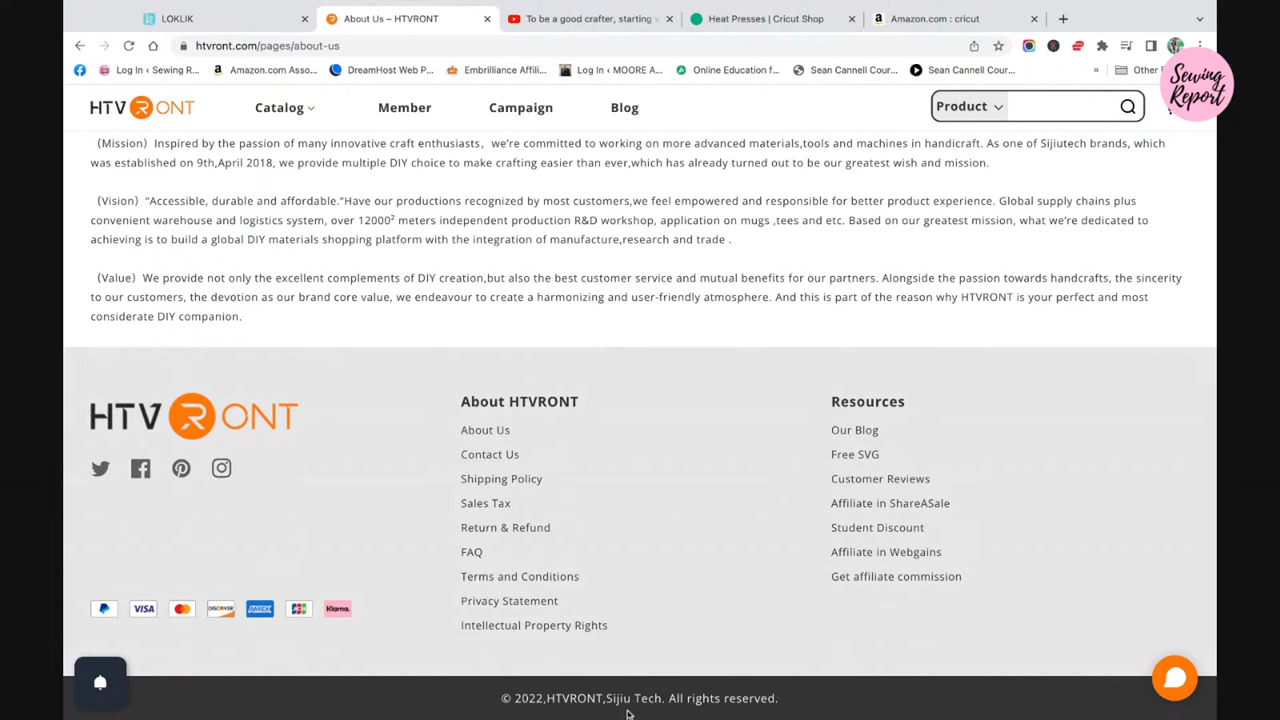 LOKLIK
About Us – HTVRONT
To be a good crafter, starting
Heat Presses | Cricut Shop
Amazon.com : cricut
htvront.com/pages/about-us
Log In ‹ Sewing R...
Amazon.com Asso...
DreamHost Web P...
Embrilliance Affili...
Log In ‹ MOORE A...
Online Education f...
Sean Cannell Cour...
Sean Cannell Cour...
»
Other
Sewing
Report
HTVRONT
Catalog
Member
Campaign
Blog
Product
(Mission) Inspired by the passion of many innovative craft enthusiasts, we're committed to working on more advanced materials,tools and machines in handicraft. As one of Sijiutech brands, which
was established on 9th,April 2018, we provide multiple DIY choice to make crafting easier than ever,which has already turned out to be our greatest wish and mission.
(Vision) "Accessible, durable and affordable."Have our productions recognized by most customers,we feel empowered and responsible for better product experience. Global supply chains plus
convenient warehouse and logistics system, over 12000² meters independent production R&D workshop, application on mugs ,tees and etc. Based on our greatest mission, what we're dedicated to
achieving is to build a global DIY materials shopping platform with the integration of manufacture,research and trade .
(Value) We provide not only the excellent complements of DIY creation,but also the best customer service and mutual benefits for our partners. Alongside the passion towards handcrafts, the sincerity
to our customers, the devotion as our brand core value, we endeavour to create a harmonizing and user-friendly atmosphere. And this is part of the reason why HTVRONT is your perfect and most
considerate DIY companion.
HTVRONT
About HTVRONT
About Us
Contact Us
Shipping Policy
Sales Tax
Return & Refund
FAQ
Terms and Conditions
Privacy Statement
Intellectual Property Rights
Resources
Our Blog
Free SVG
Customer Reviews
Affiliate in ShareASale
Student Discount
Affiliate in Webgains
Get affiliate commission
VISA
DISCOVER
AMEX
JCB
Klarna.
© 2022,HTVRONT,Sijiu Tech. All rights reserved.